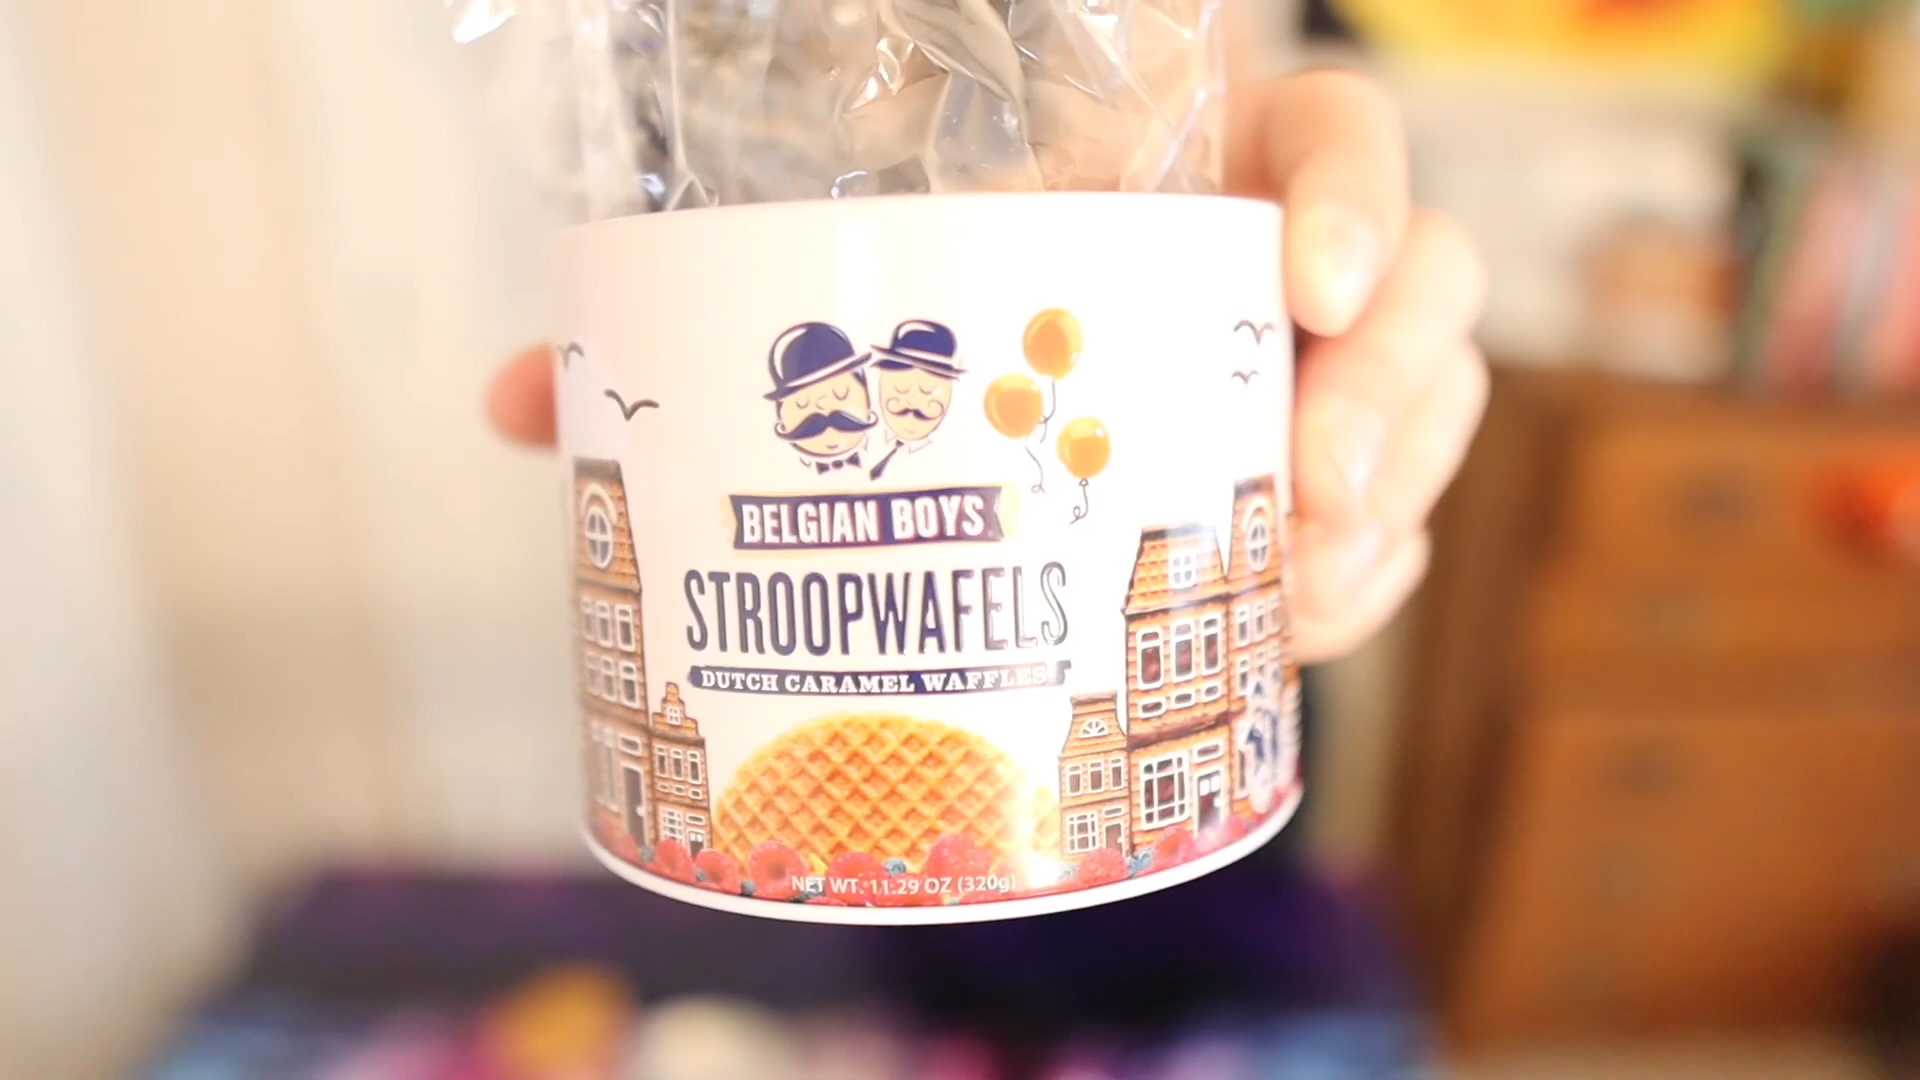 BELGIAN BOYS
STROOPWAFELS
DUTCH CARAMEL WAFFLES
NET WT. 11.29 OZ (320g)